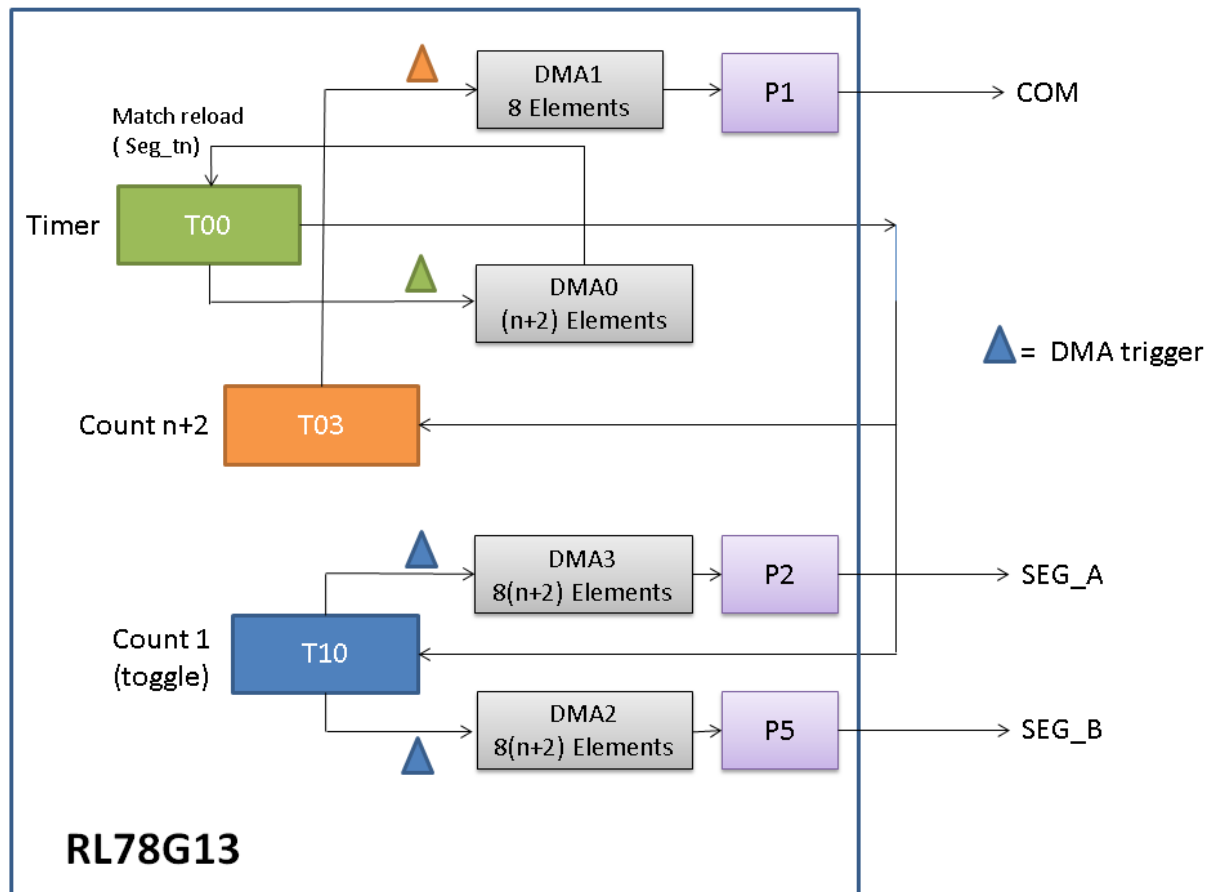 DMA1
8 Elements
P1
COM
Match reload
( Seg_tn)
Timer
T00
DMA0
(n+2) Elements
= DMA trigger
Count n+2
T03
DMA3
8(n+2) Elements
P2
SEG_A
Count 1
(toggle)
T10
DMA2
8(n+2) Elements
P5
SEG_B
RL78G13